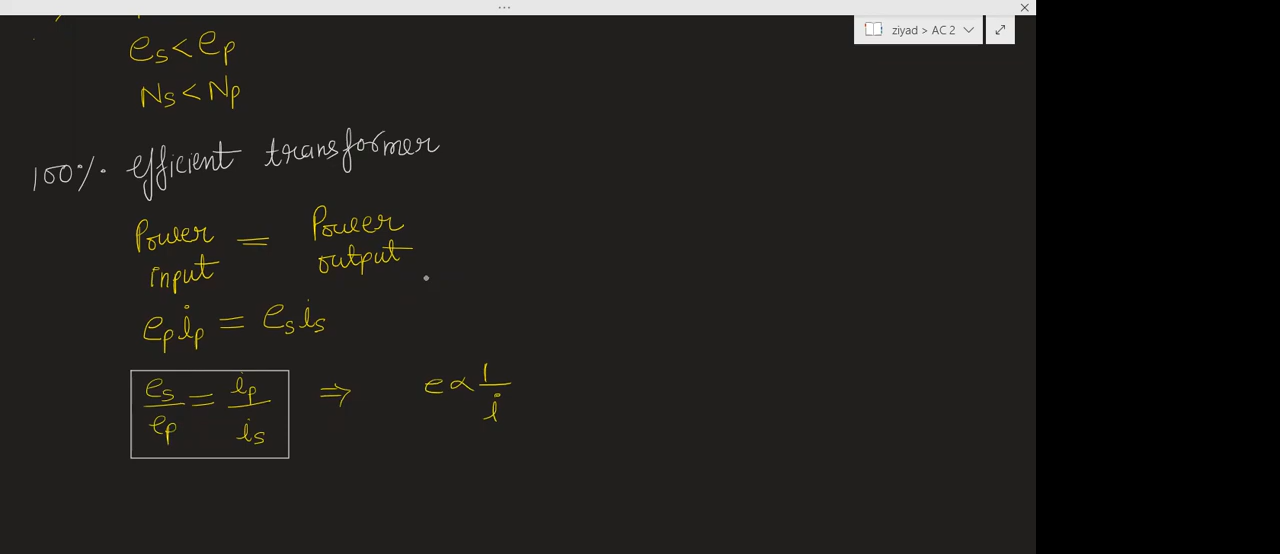 ziyad > AC 2
es < ep
Ns < Np
100% efficient transformer
Power input = Power output
ep ip = es is
es/ep = ip/is ⇒ e ∝ 1/i